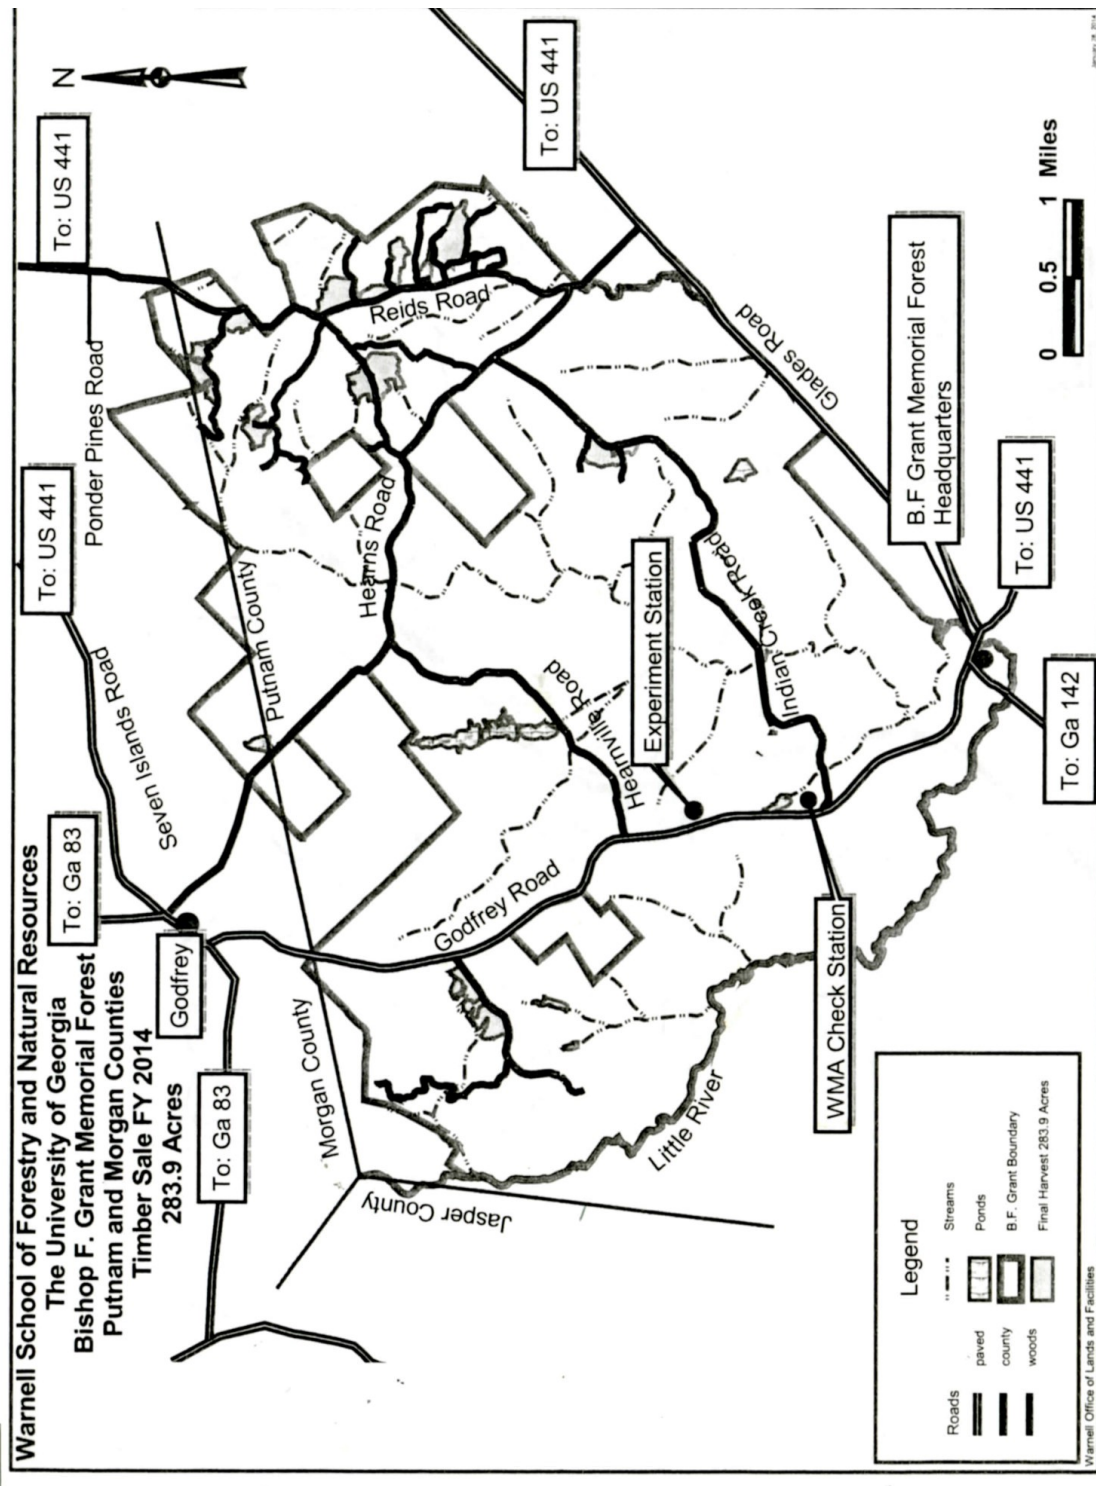 Warnell School of Forestry and Natural Resources
The University of Georgia
Bishop F. Grant Memorial Forest
Putnam and Morgan Counties
Timber Sale FY 2014
283.9 Acres
To: Ga 83
To: US 441
To: US 441
N
Seven Islands Road
Ponder Pines Road
Godfrey
To: Ga 83
Morgan County
Putnam County
Jasper County
Hearns Road
Reids Road
To: US 441
Godfrey Road
Hearnville Road
Experiment Station
Indian Creek Road
Glades Road
Little River
WMA Check Station
B.F Grant Memorial Forest
Headquarters
To: US 441
To: Ga 142
0 0.5 1 Miles
Legend
Roads
paved
county
woods
Streams
Ponds
B.F. Grant Boundary
Final Harvest 283.9 Acres
Warnell Office of Lands and Facilities